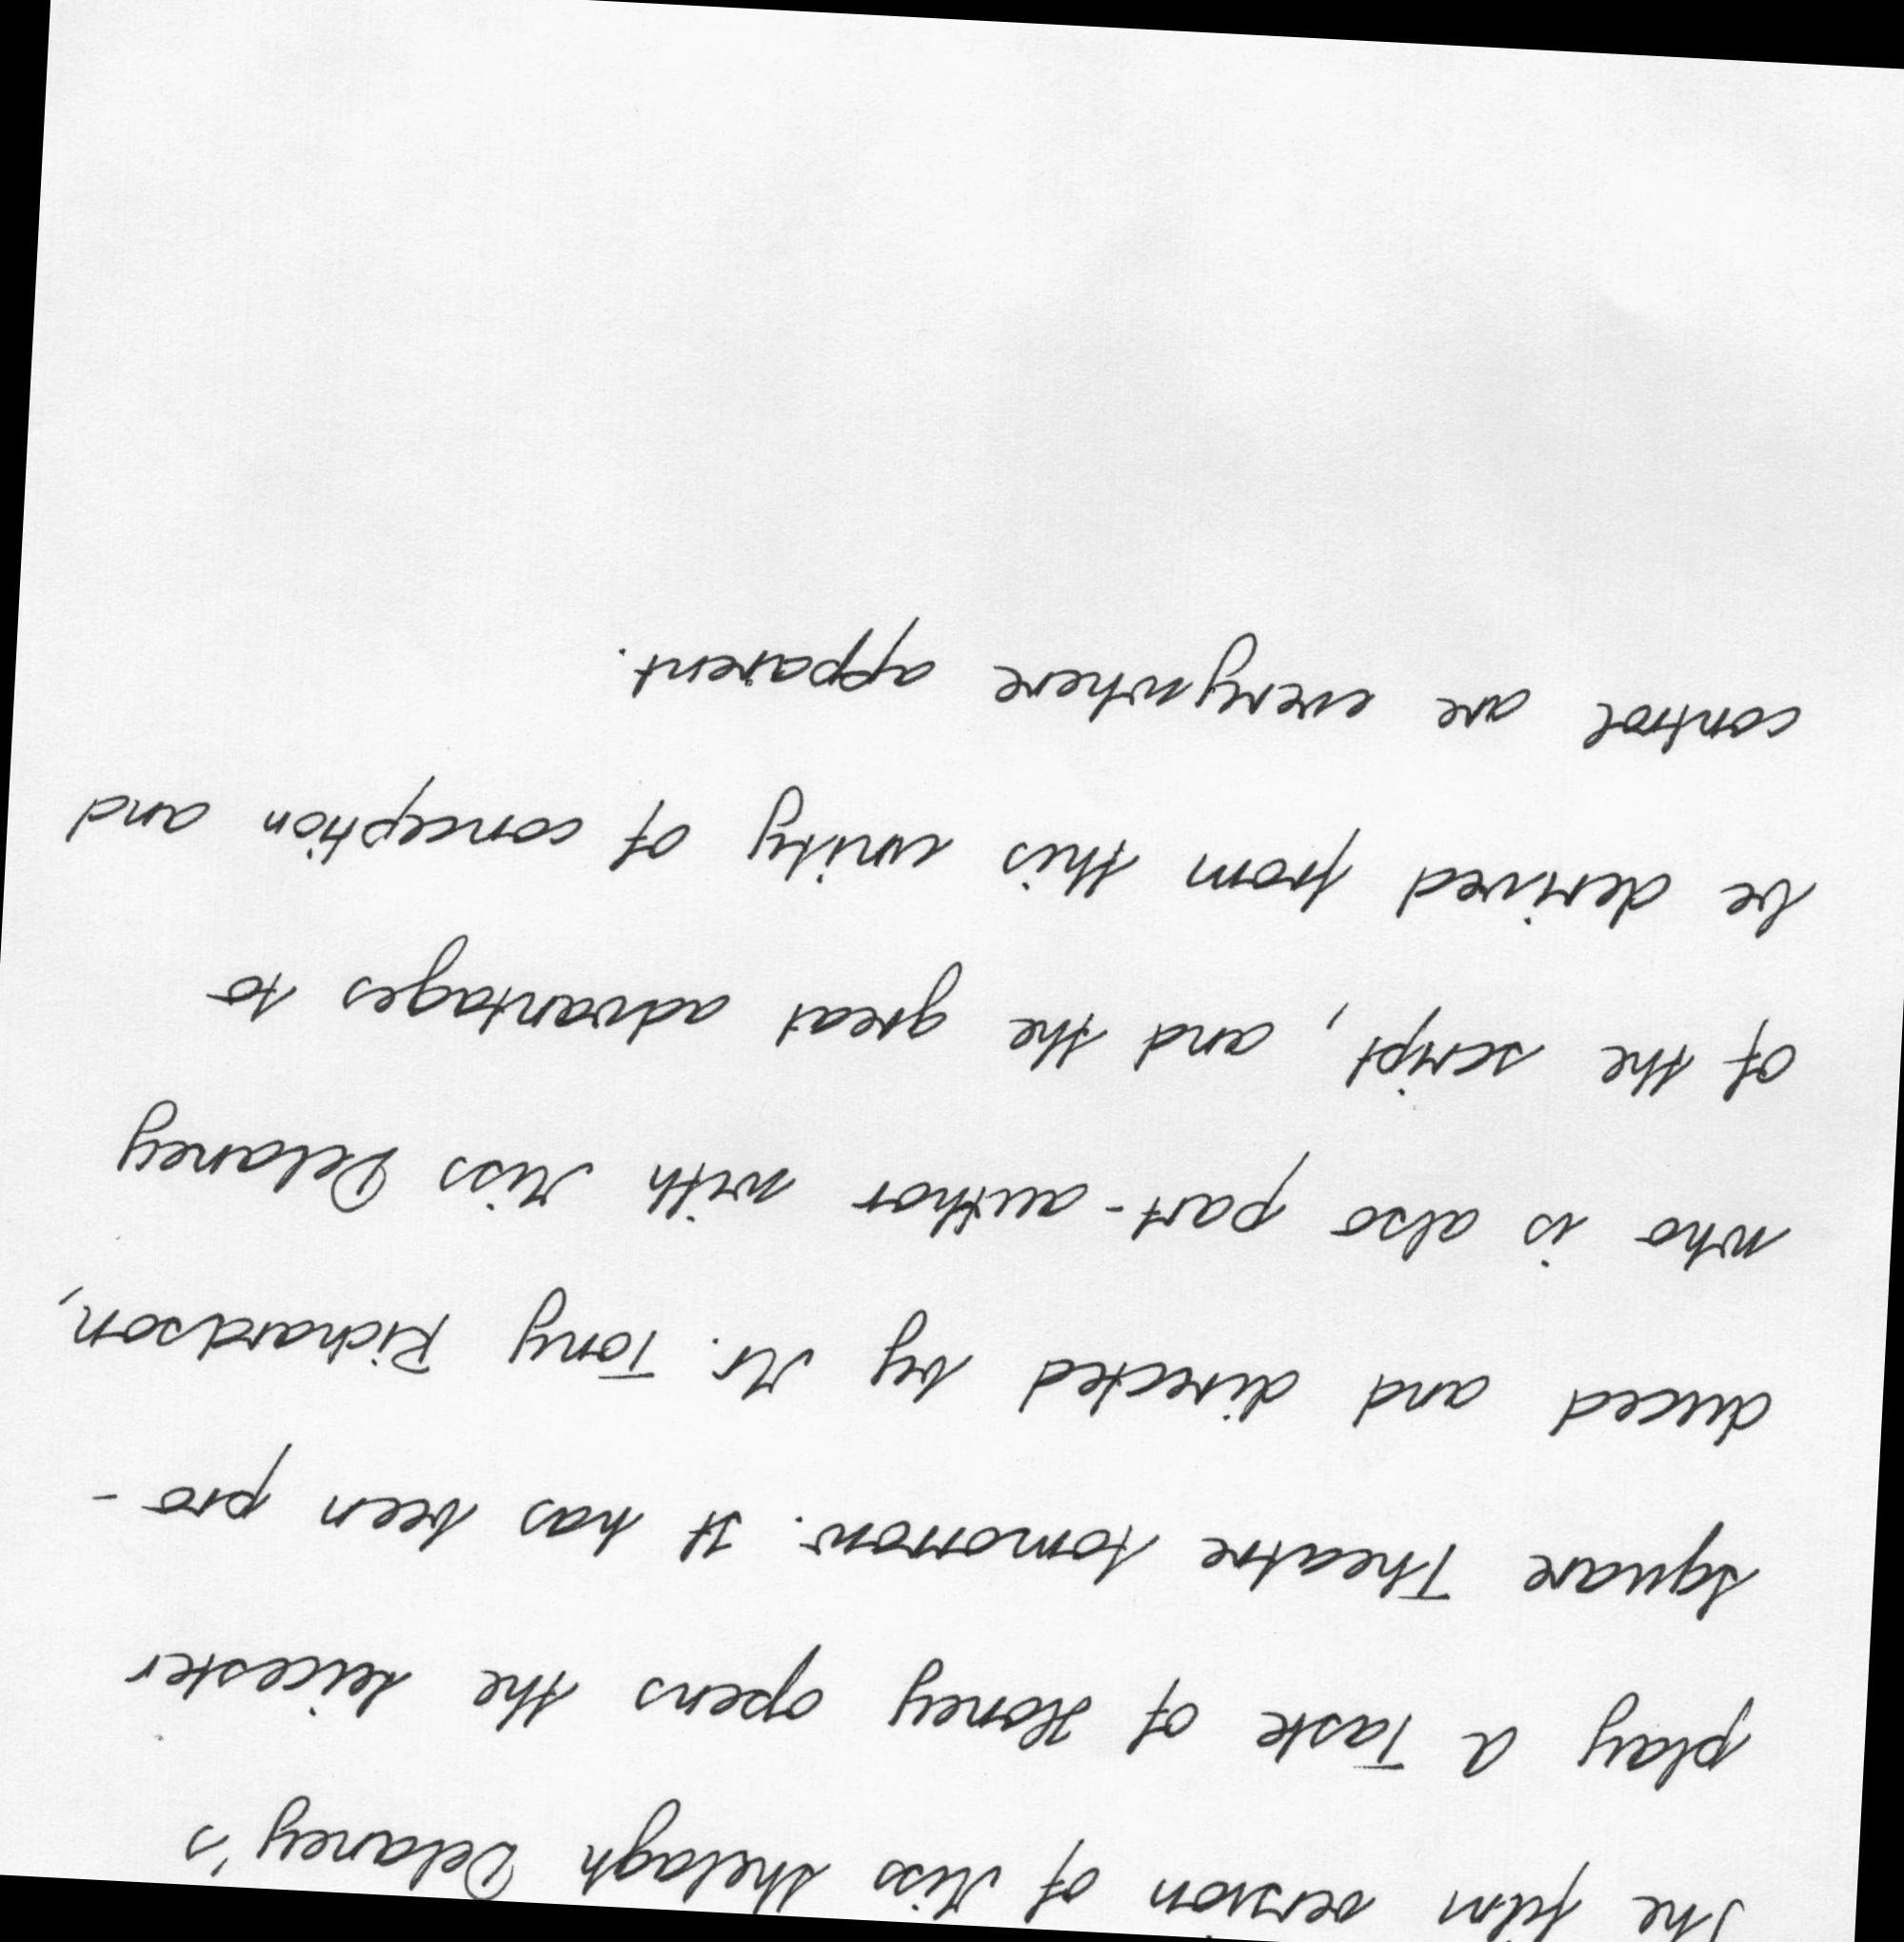 The film version of Miss Shelagh Delaney's
play A Taste of Honey opens the Leicester
Square Theatre tomorrow. It has been pro-
duced and directed by Mr. Tony Richardson,
who is also part-author with Miss Delaney
of the script, and the great advantages to
be derived from this unity of conception and
control are everywhere apparent.